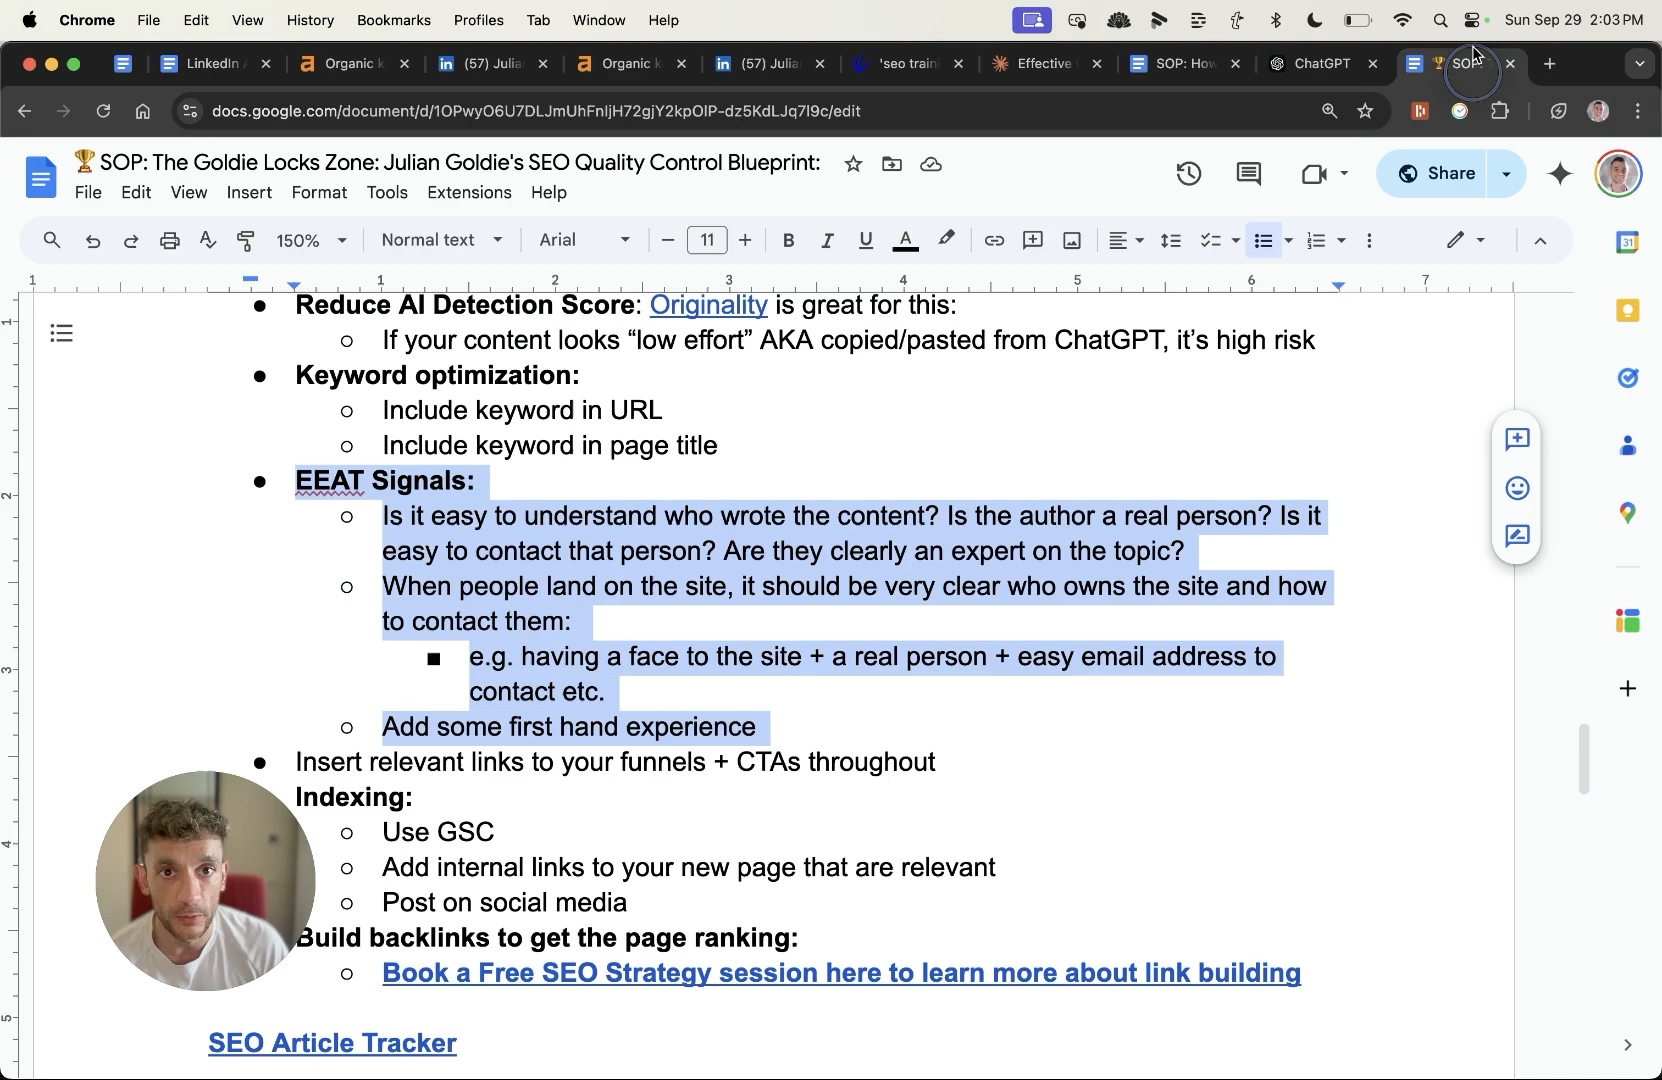 Chrome File Edit View History Bookmarks Profiles Tab Window Help Sun Sep 29 2:03 PM
LinkedIn Organic k (57) Julia Organic k (57) Julia 'seo traini Effective SOP: How ChatGPT 🏆 SOP:
docs.google.com/document/d/1OPwyO6U7DLJmUhFnIjH72gjY2kpOIP-dz5KdLJq7I9c/edit
🏆 SOP: The Goldie Locks Zone: Julian Goldie's SEO Quality Control Blueprint:
File Edit View Insert Format Tools Extensions Help
Share
150% Normal text Arial 11
1 1 2 3 4 5 6 7
● Reduce AI Detection Score: Originality is great for this:
○ If your content looks “low effort” AKA copied/pasted from ChatGPT, it’s high risk
● Keyword optimization:
○ Include keyword in URL
○ Include keyword in page title
● EEAT Signals:
○ Is it easy to understand who wrote the content? Is the author a real person? Is it
easy to contact that person? Are they clearly an expert on the topic?
○ When people land on the site, it should be very clear who owns the site and how
to contact them:
■ e.g. having a face to the site + a real person + easy email address to
contact etc.
○ Add some first hand experience
● Insert relevant links to your funnels + CTAs throughout
Indexing:
○ Use GSC
○ Add internal links to your new page that are relevant
○ Post on social media
Build backlinks to get the page ranking:
○ Book a Free SEO Strategy session here to learn more about link building
SEO Article Tracker